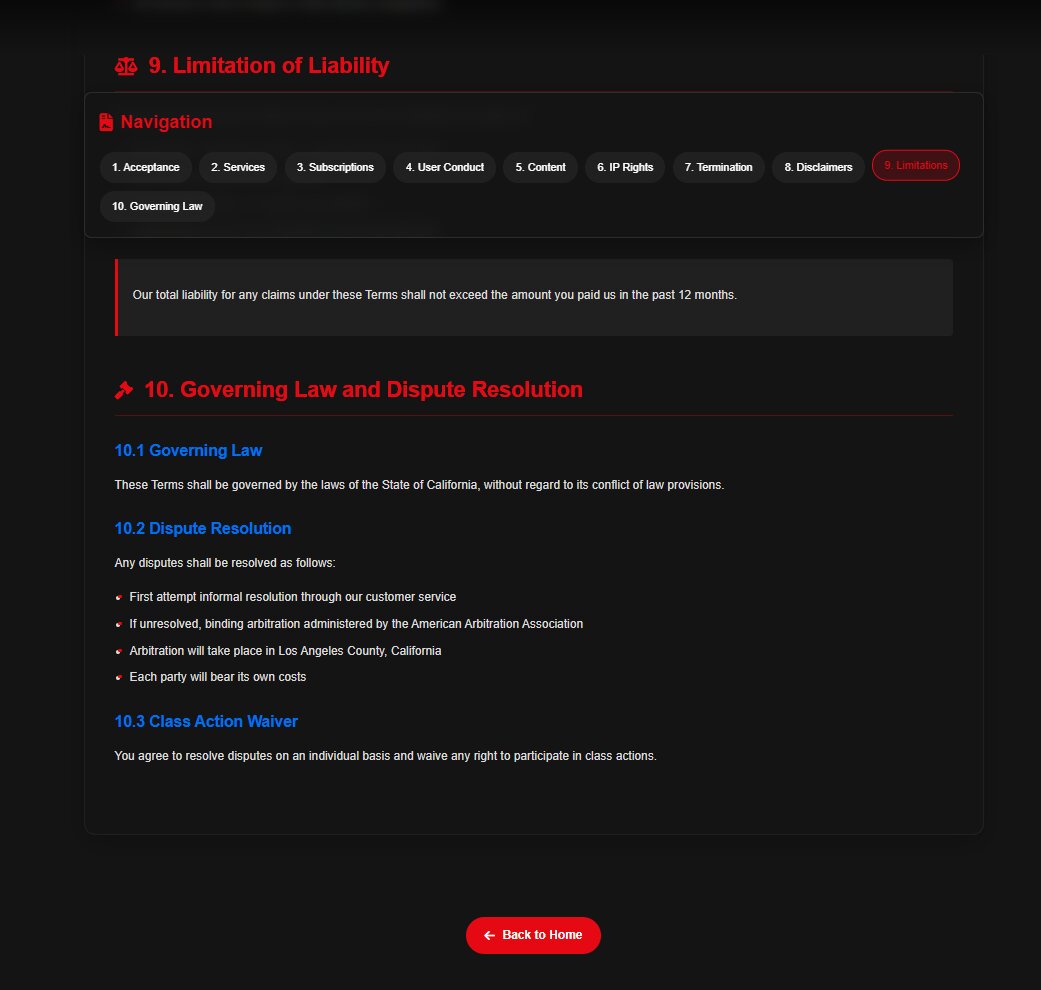 9. Limitation of Liability
Navigation
1. Acceptance
2. Services
3. Subscriptions
4. User Conduct
5. Content
6. IP Rights
7. Termination
8. Disclaimers
9. Limitations
10. Governing Law
Our total liability for any claims under these Terms shall not exceed the amount you paid us in the past 12 months.
10. Governing Law and Dispute Resolution
10.1 Governing Law
These Terms shall be governed by the laws of the State of California, without regard to its conflict of law provisions.
10.2 Dispute Resolution
Any disputes shall be resolved as follows:
First attempt informal resolution through our customer service
If unresolved, binding arbitration administered by the American Arbitration Association
Arbitration will take place in Los Angeles County, California
Each party will bear its own costs
10.3 Class Action Waiver
You agree to resolve disputes on an individual basis and waive any right to participate in class actions.
Back to Home